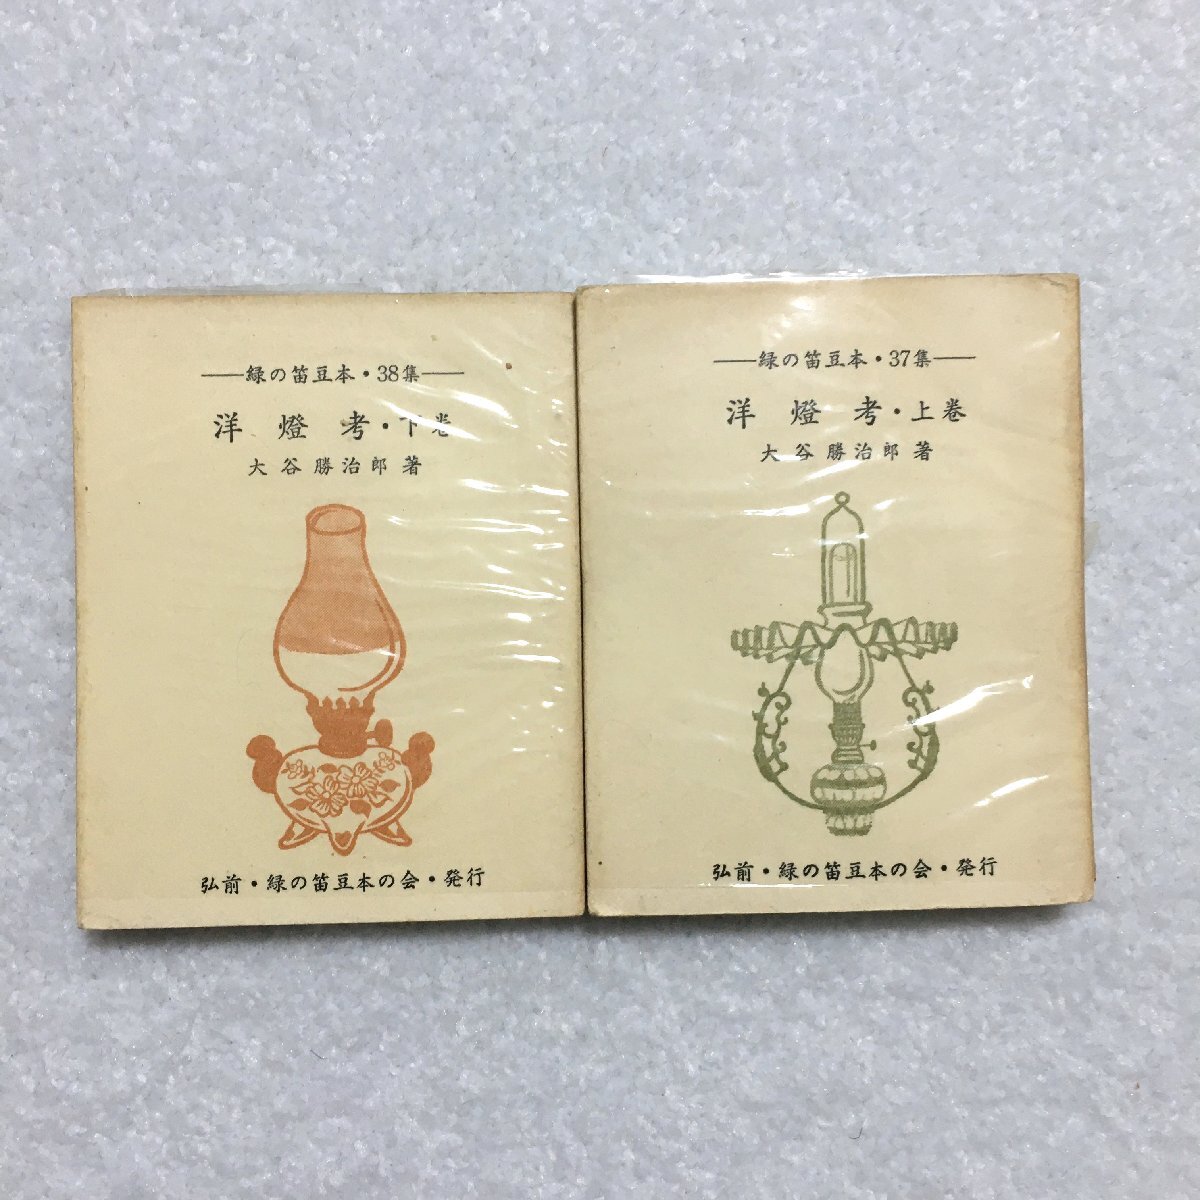 緑の笛豆本・38集
洋燈考・下巻
大谷勝治郎著
弘前・緑の笛豆本の会・発行
緑の笛豆本・37集
洋燈考・上巻
大谷勝治郎著
弘前・緑の笛豆本の会・発行